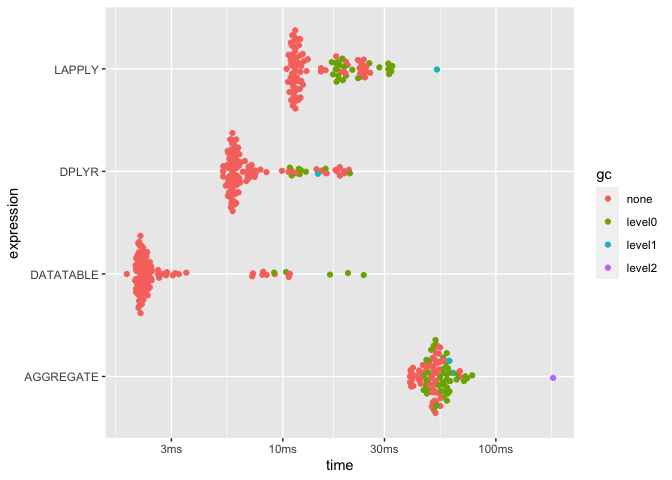 LAPPLY
DPLYR
DATATABLE
AGGREGATE
expression
3ms
10ms
30ms
100ms
time
gc
none
level0
level1
level2